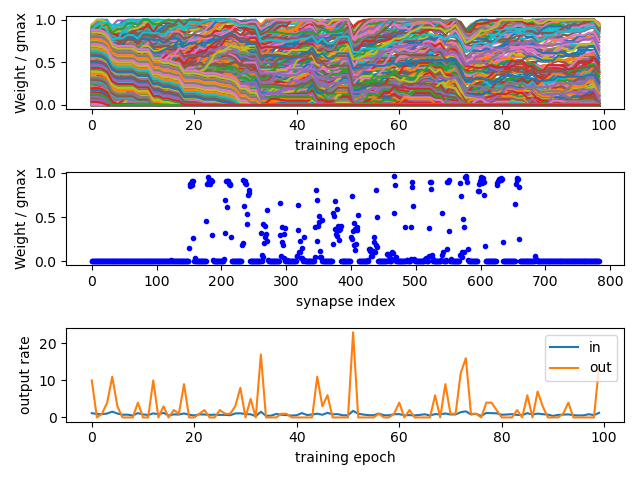 Weight / gmax
1.0
0.5
0.0
0 20 40 60 80 100
training epoch
Weight / gmax
1.0
0.5
0.0
0 100 200 300 400 500 600 700 800
synapse index
output rate
20
10
0
in
out
0 20 40 60 80 100
training epoch